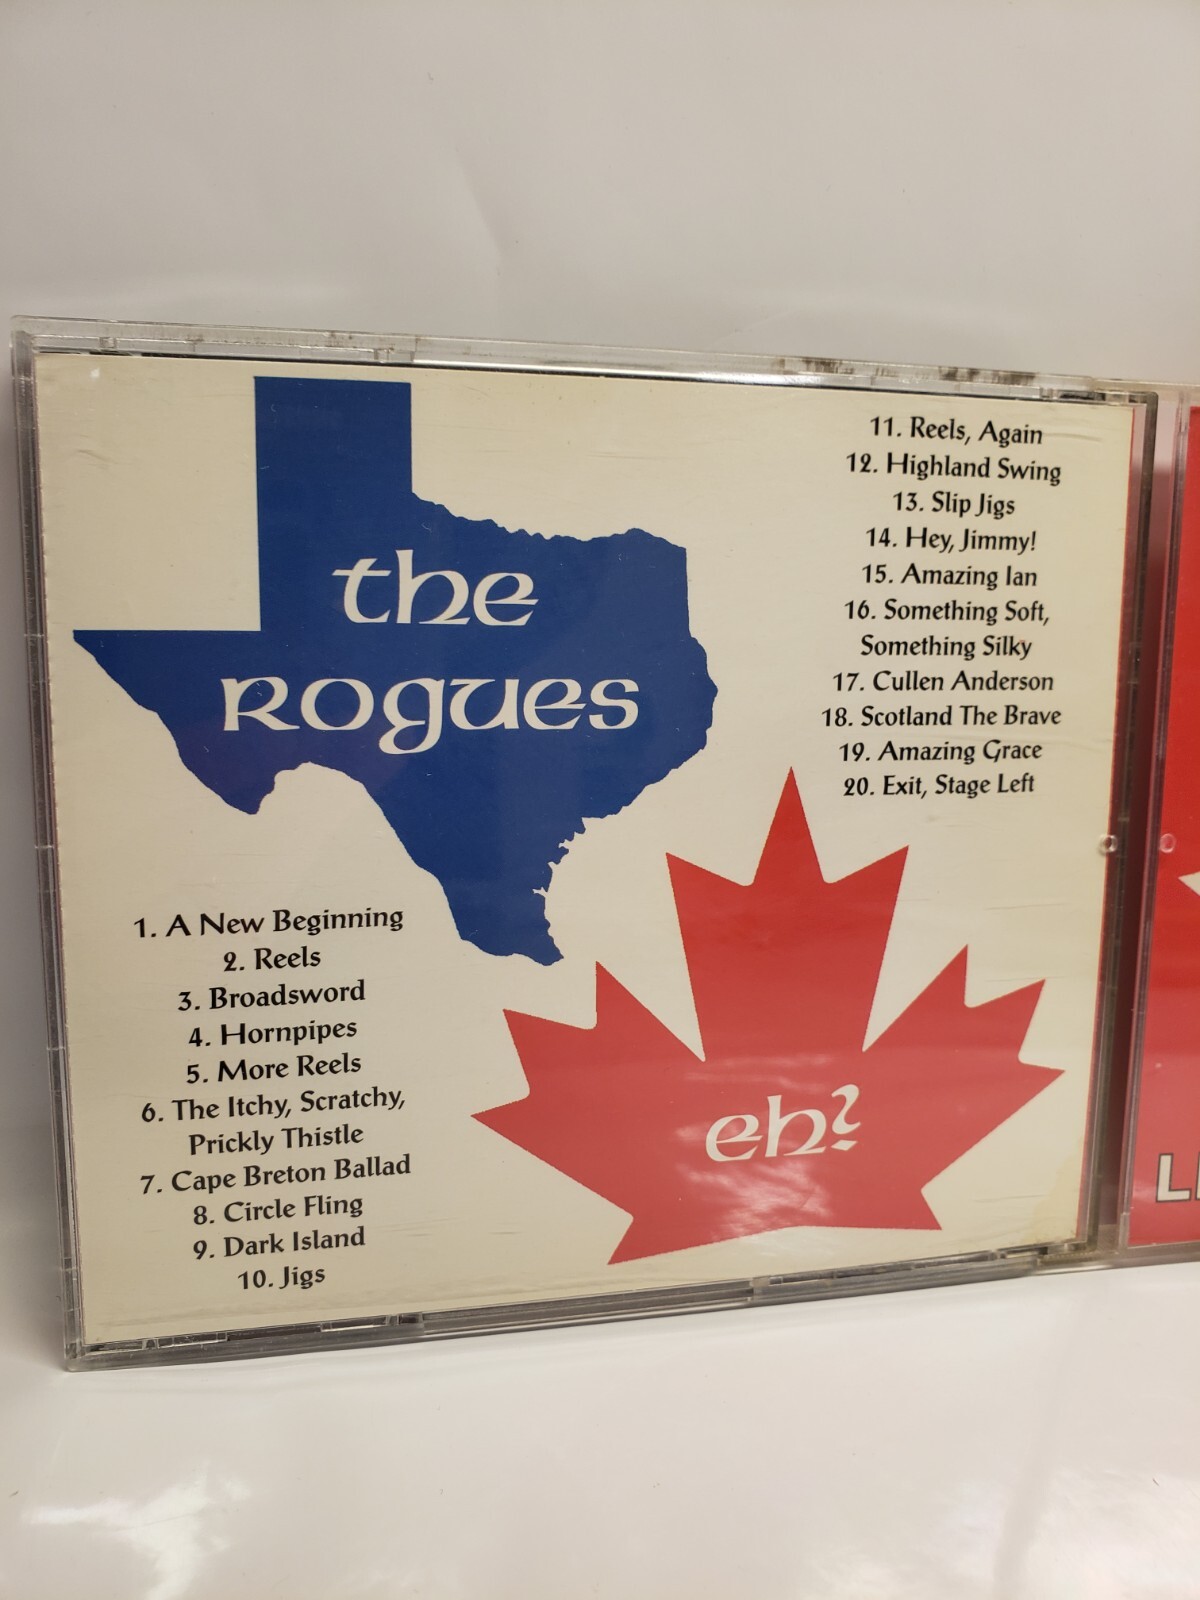 the
Rogues
1. A New Beginning
2. Reels
3. Broadsword
4. Hornpipes
5. More Reels
6. The Itchy, Scratchy,
Prickly Thistle
7. Cape Breton Ballad
8. Circle Fling
9. Dark Island
10. Jigs
11. Reels, Again
12. Highland Swing
13. Slip Jigs
14. Hey, Jimmy!
15. Amazing Ian
16. Something Soft,
Something Silky
17. Cullen Anderson
18. Scotland The Brave
19. Amazing Grace
20. Exit, Stage Left
eh?